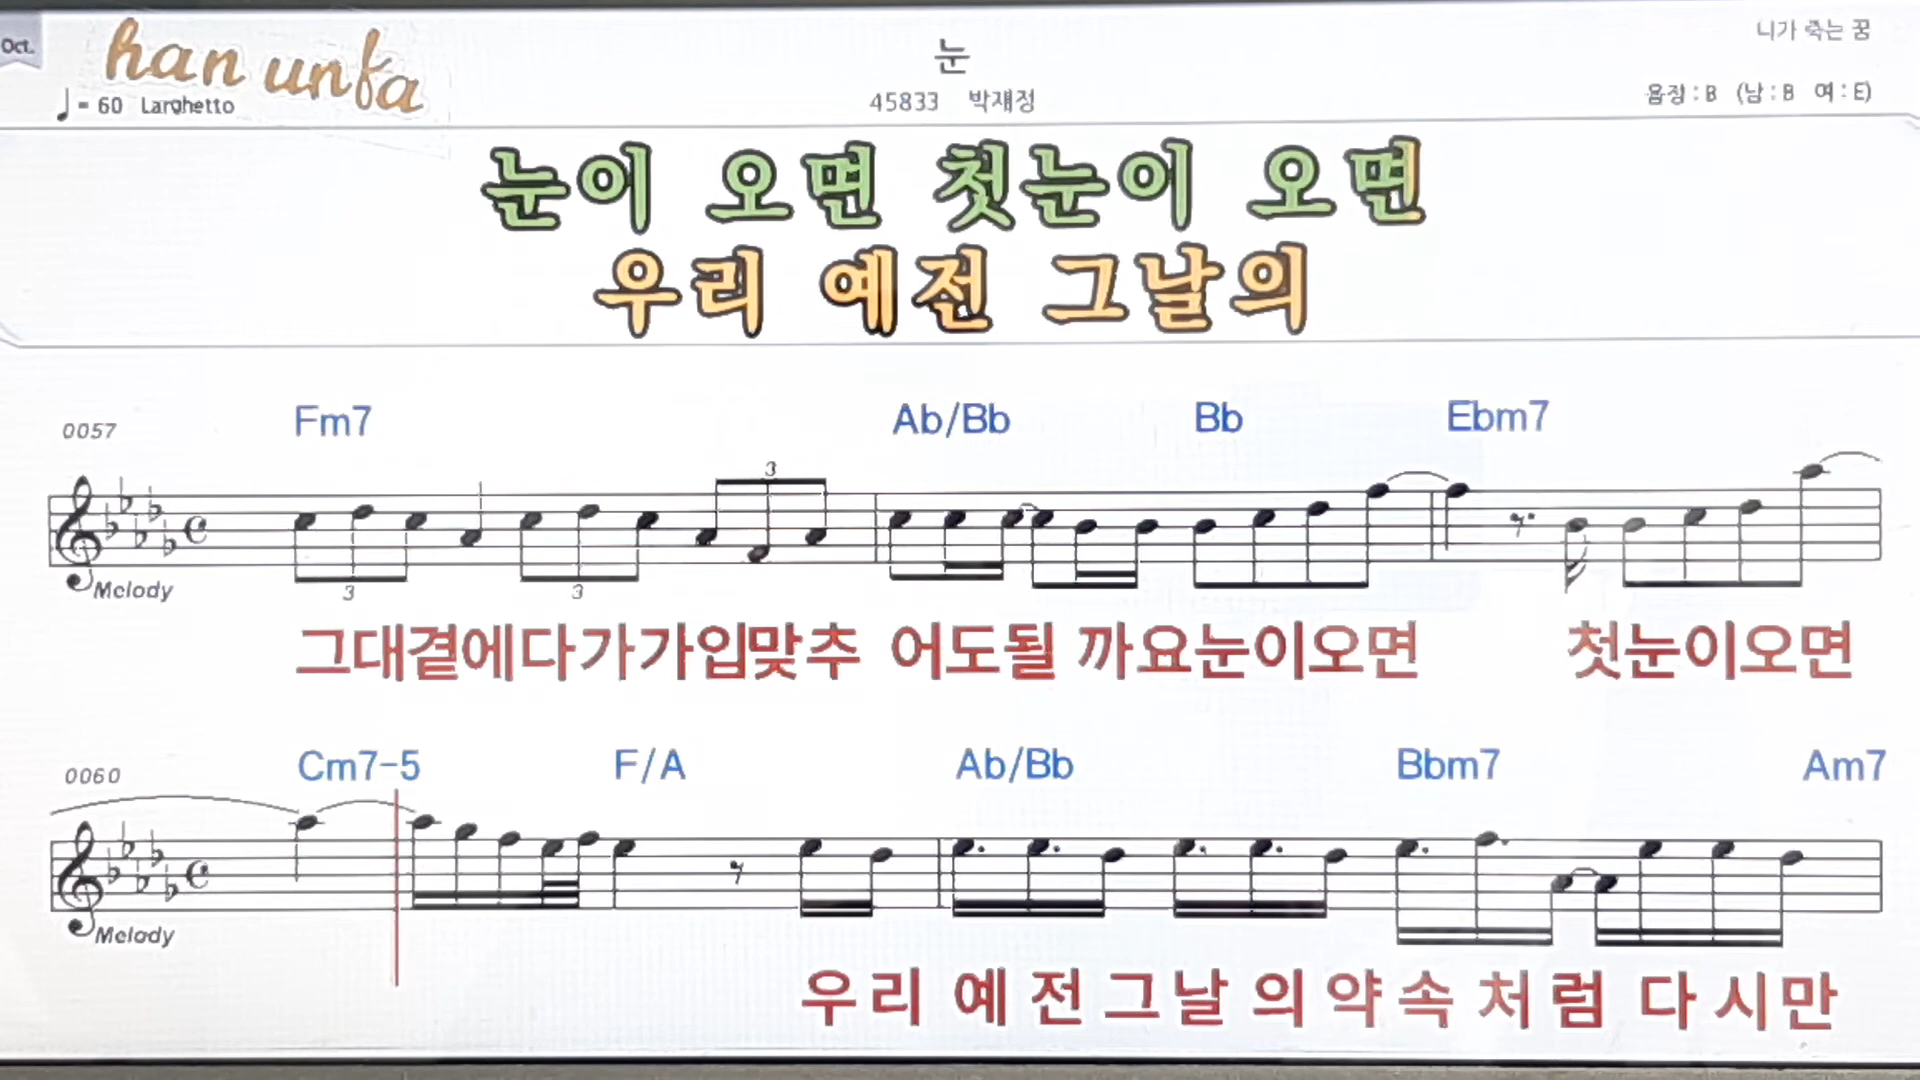 Oct.
han unfa
♩= 60 Larghetto
눈
45833 박재정
니가 죽는 꿈
음정 : B (남 : B 여 : E)
눈이 오면 첫눈이 오면
우리 예전 그날의
0057
Fm7 Ab/Bb Bb Ebm7
3
3 3
Melody
그대곁에다가가입맞추 어도될 까요눈이오면 첫눈이오면
0060
Cm7-5 F/A Ab/Bb Bbm7 Am7
Melody
우리 예 전그날 의약속 처럼 다시만